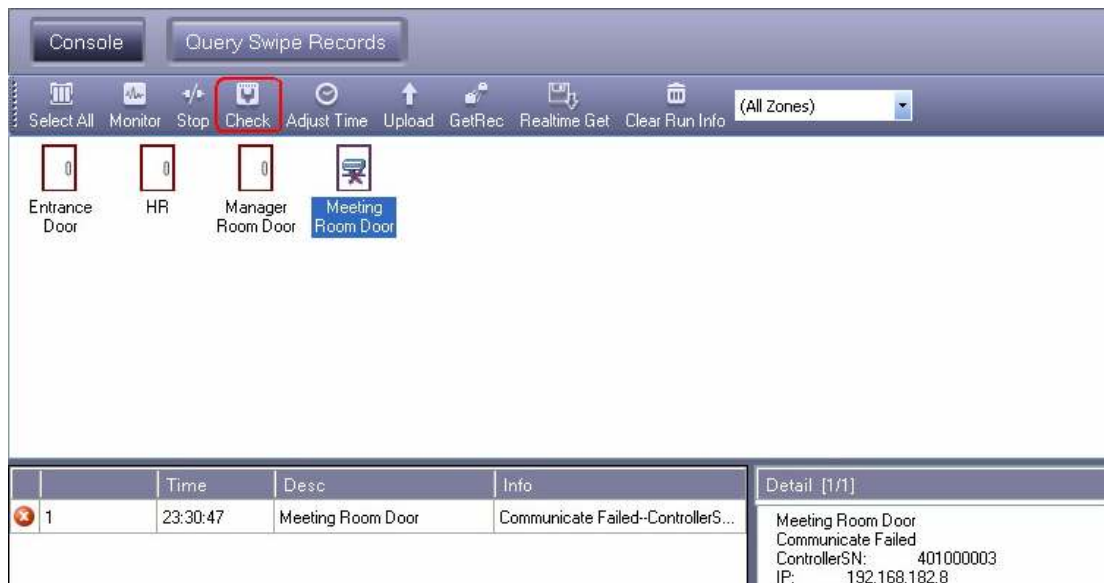 Console Query Swipe Records
Select All Monitor Stop Check Adjust Time Upload GetRec Realtime Get Clear Run Info (All Zones)
Entrance Door
HR
Manager Room Door
Meeting Room Door
Time Desc Info
1 23:30:47 Meeting Room Door Communicate Failed--ControllerS...
Detail [1/1]
Meeting Room Door
Communicate Failed
ControllerSN: 401000003
IP: 192.168.182.8